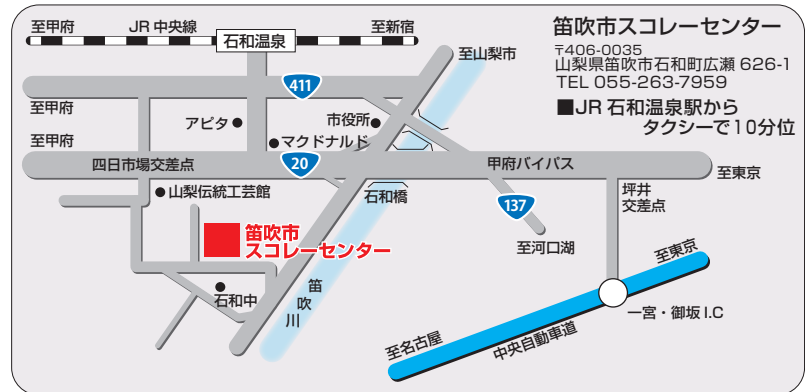 至甲府
JR 中央線
至新宿
石和温泉
笛吹市スコレーセンター
〒406-0035
山梨県笛吹市石和町広瀬 626-1
TEL 055-263-7959
■JR 石和温泉駅から
タクシーで10分位
至山梨市
411
至甲府
アピタ
市役所
マクドナルド
至甲府
四日市場交差点
20
甲府バイパス
至東京
山梨伝統工芸館
石和橋
137
坪井
交差点
笛吹市
スコレーセンター
至河口湖
至東京
石和中
笛吹川
一宮・御坂 I.C
至名古屋
中央自動車道